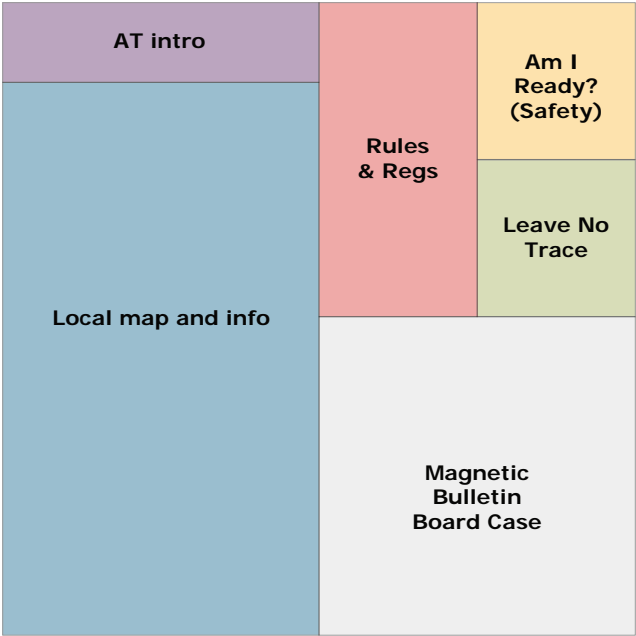 AT intro
Local map and info
Rules
& Regs
Am I
Ready?
(Safety)
Leave No
Trace
Magnetic
Bulletin
Board Case